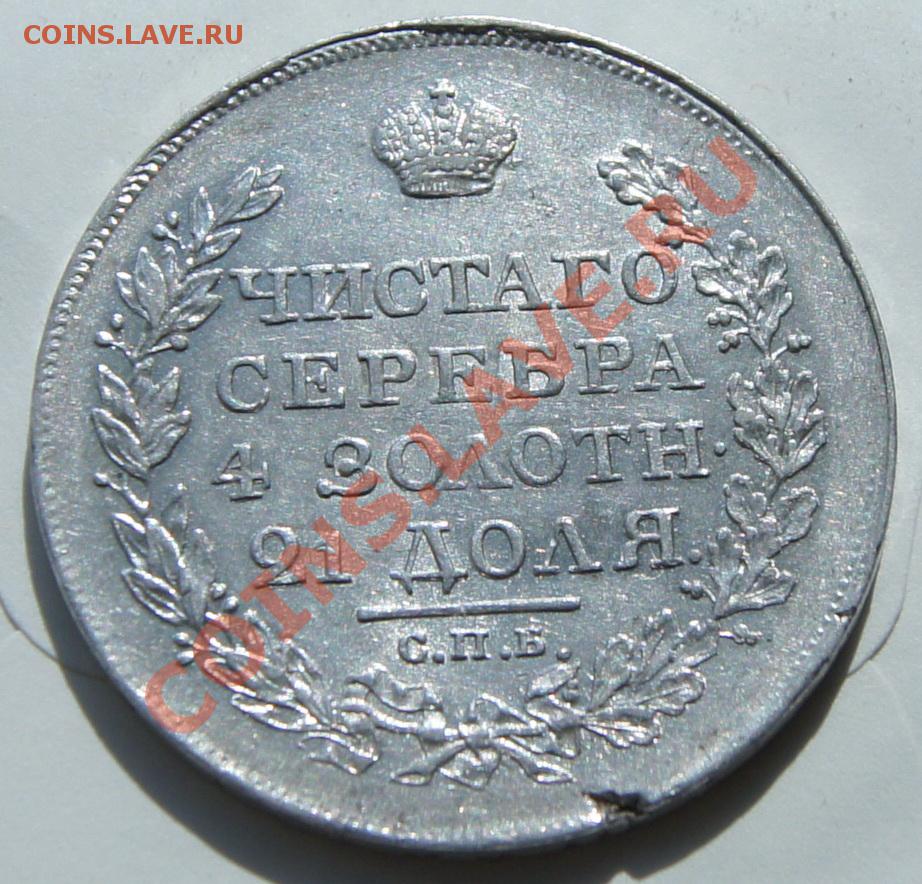 COINS.LAVE.RU
ЧИСТАГО
СЕРЕБРА
4 ЗОЛОТН.
21 ДОЛЯ.
С.П.Б.
COINS.LAVE.RU